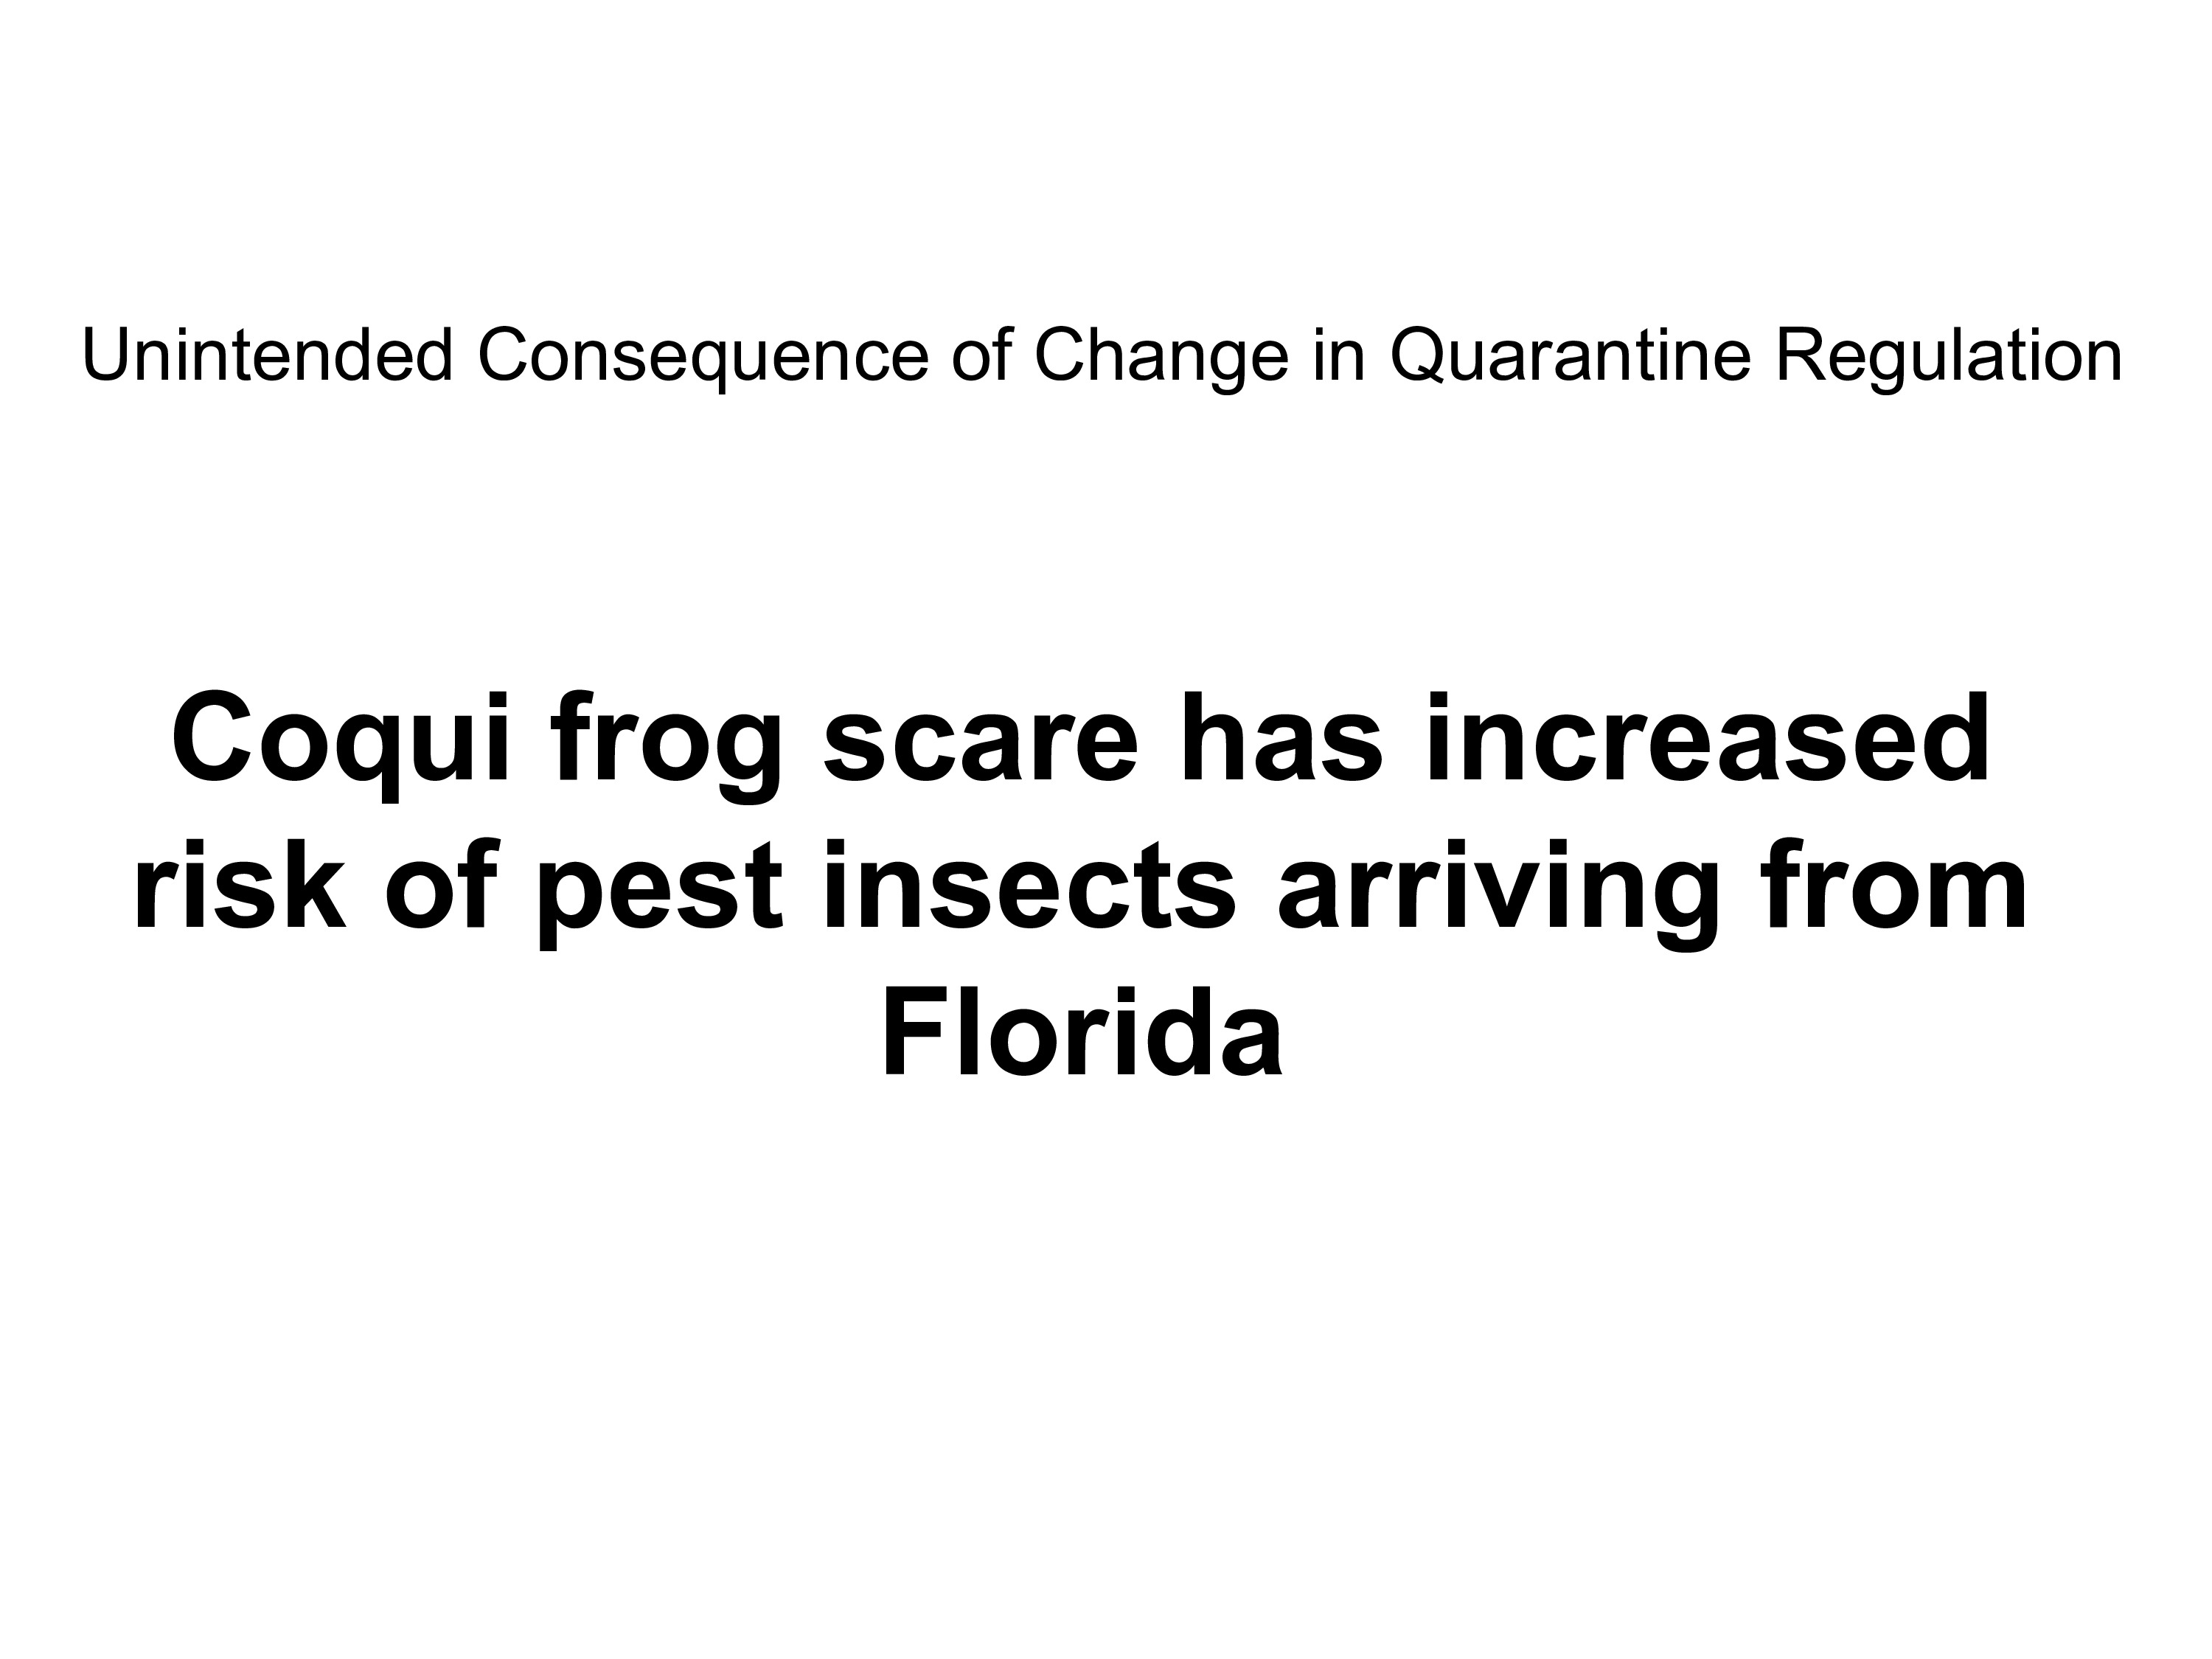 Unintended Consequence of Change in Quarantine Regulation
Coqui frog scare has increased
risk of pest insects arriving from
Florida